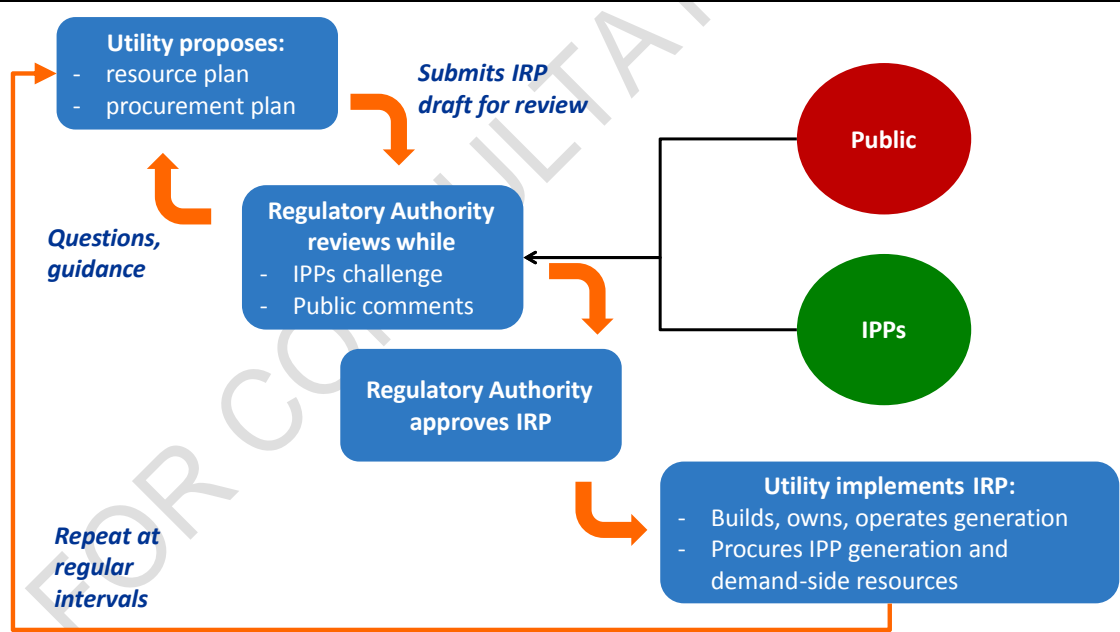 Utility proposes:
- resource plan
- procurement plan
Submits IRP
draft for review
Public
Regulatory Authority
reviews while
- IPPs challenge
- Public comments
Questions,
guidance
IPPs
Regulatory Authority
approves IRP
Utility implements IRP:
- Builds, owns, operates generation
- Procures IPP generation and
demand-side resources
Repeat at
regular
intervals
FOR CONSULTAT